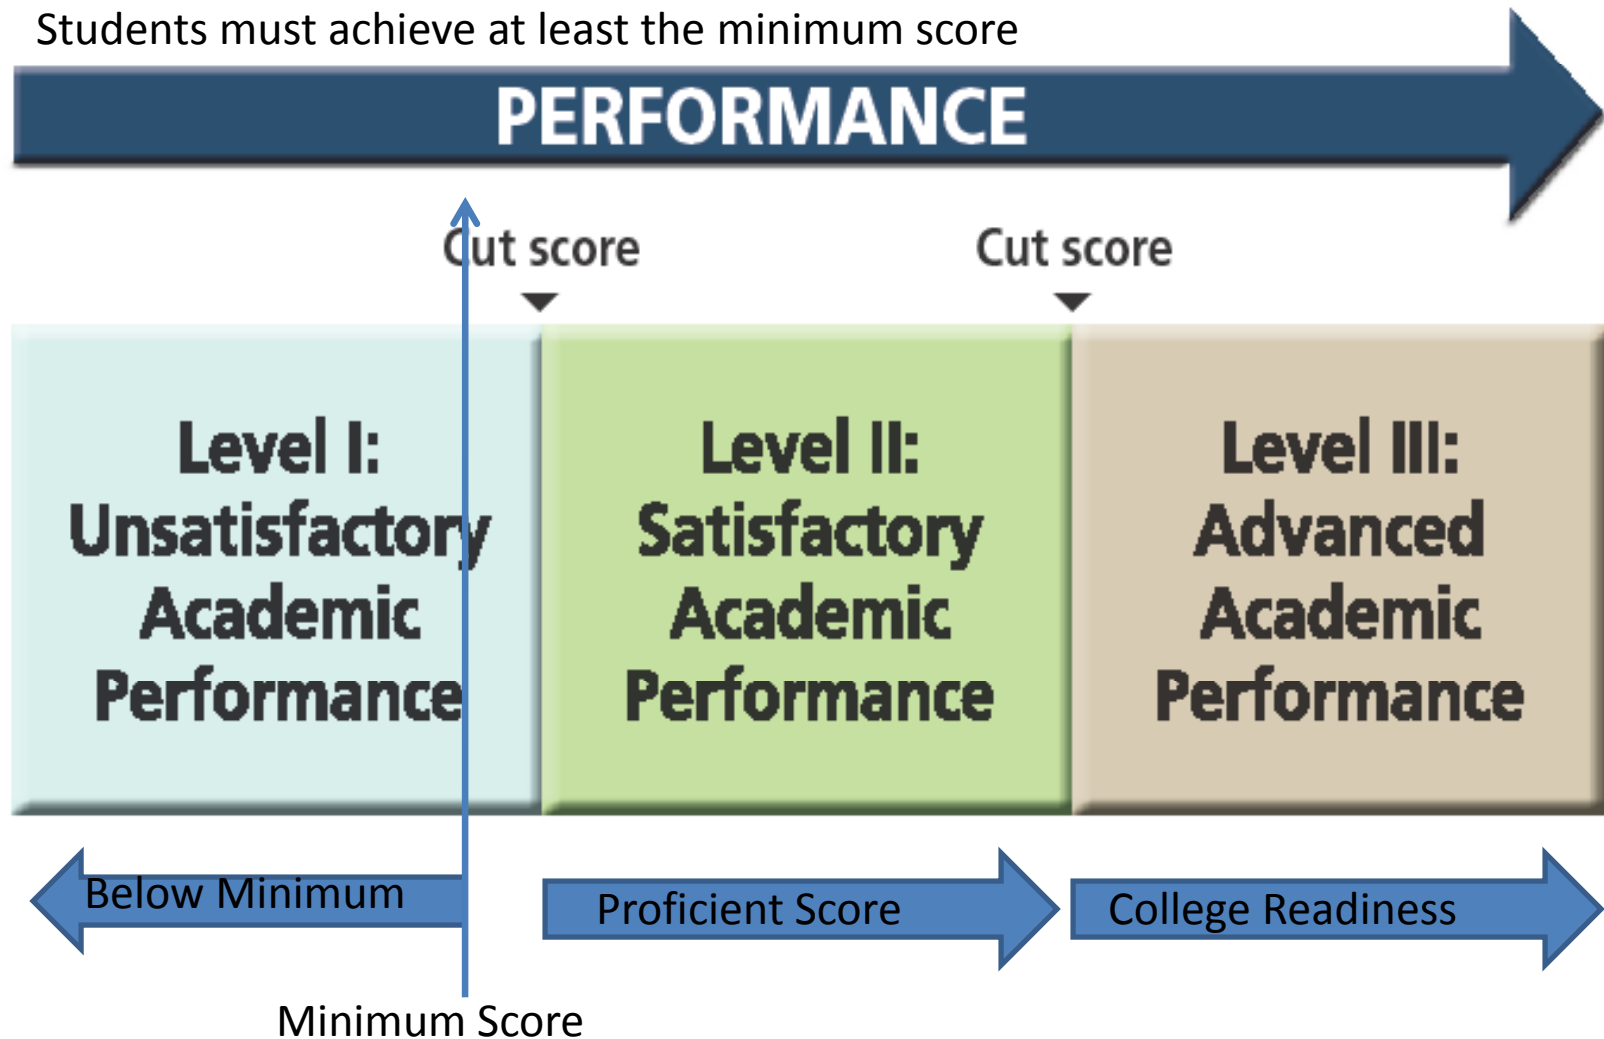 Students must achieve at least the minimum score
PERFORMANCE
Cut score
Cut score
Level I:
Unsatisfactory
Academic
Performance
Level II:
Satisfactory
Academic
Performance
Level III:
Advanced
Academic
Performance
Below Minimum
Proficient Score
College Readiness
Minimum Score